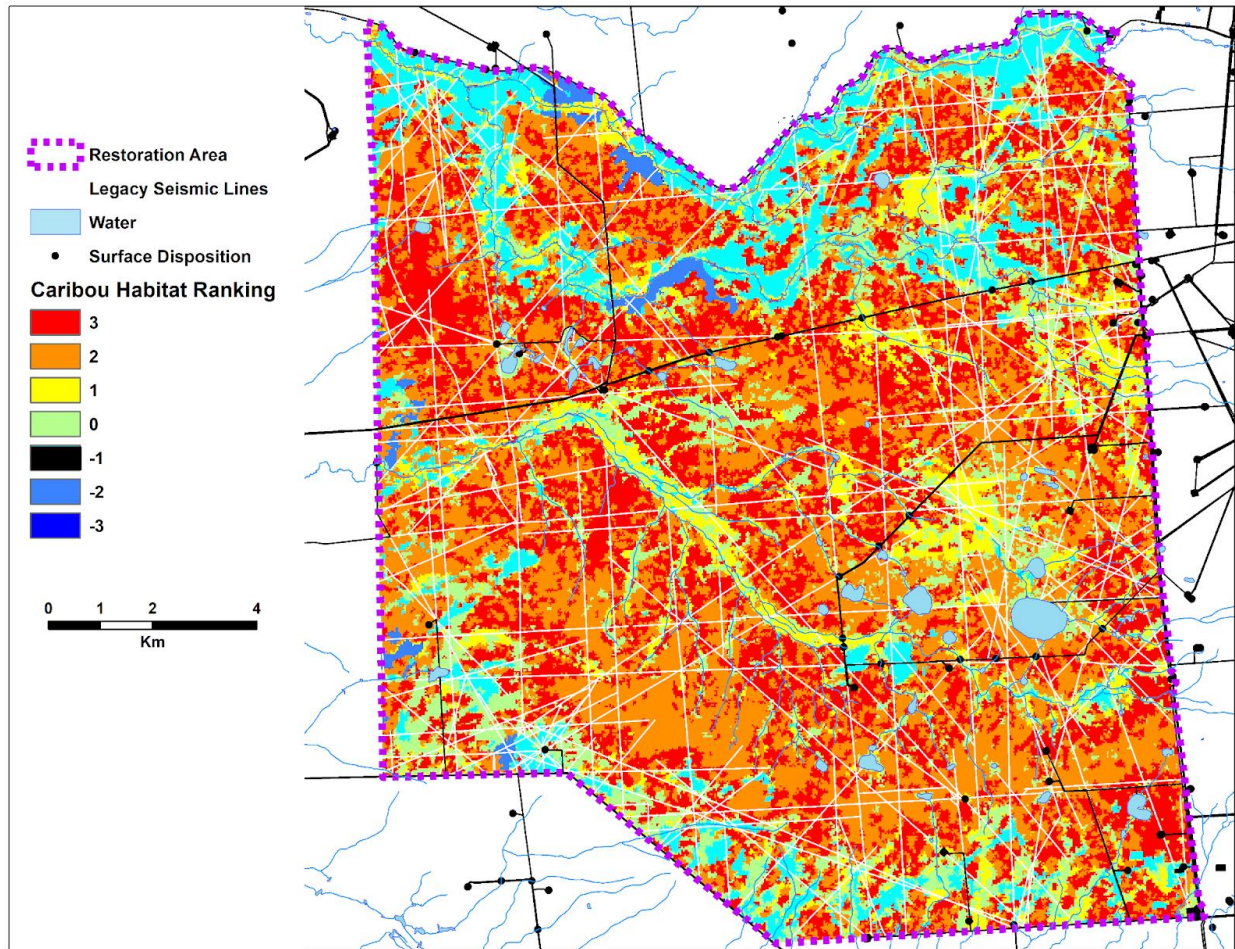 Restoration Area
Legacy Seismic Lines
Water
Surface Disposition
Caribou Habitat Ranking
3
2
1
0
-1
-2
-3
0 1 2 4
Km